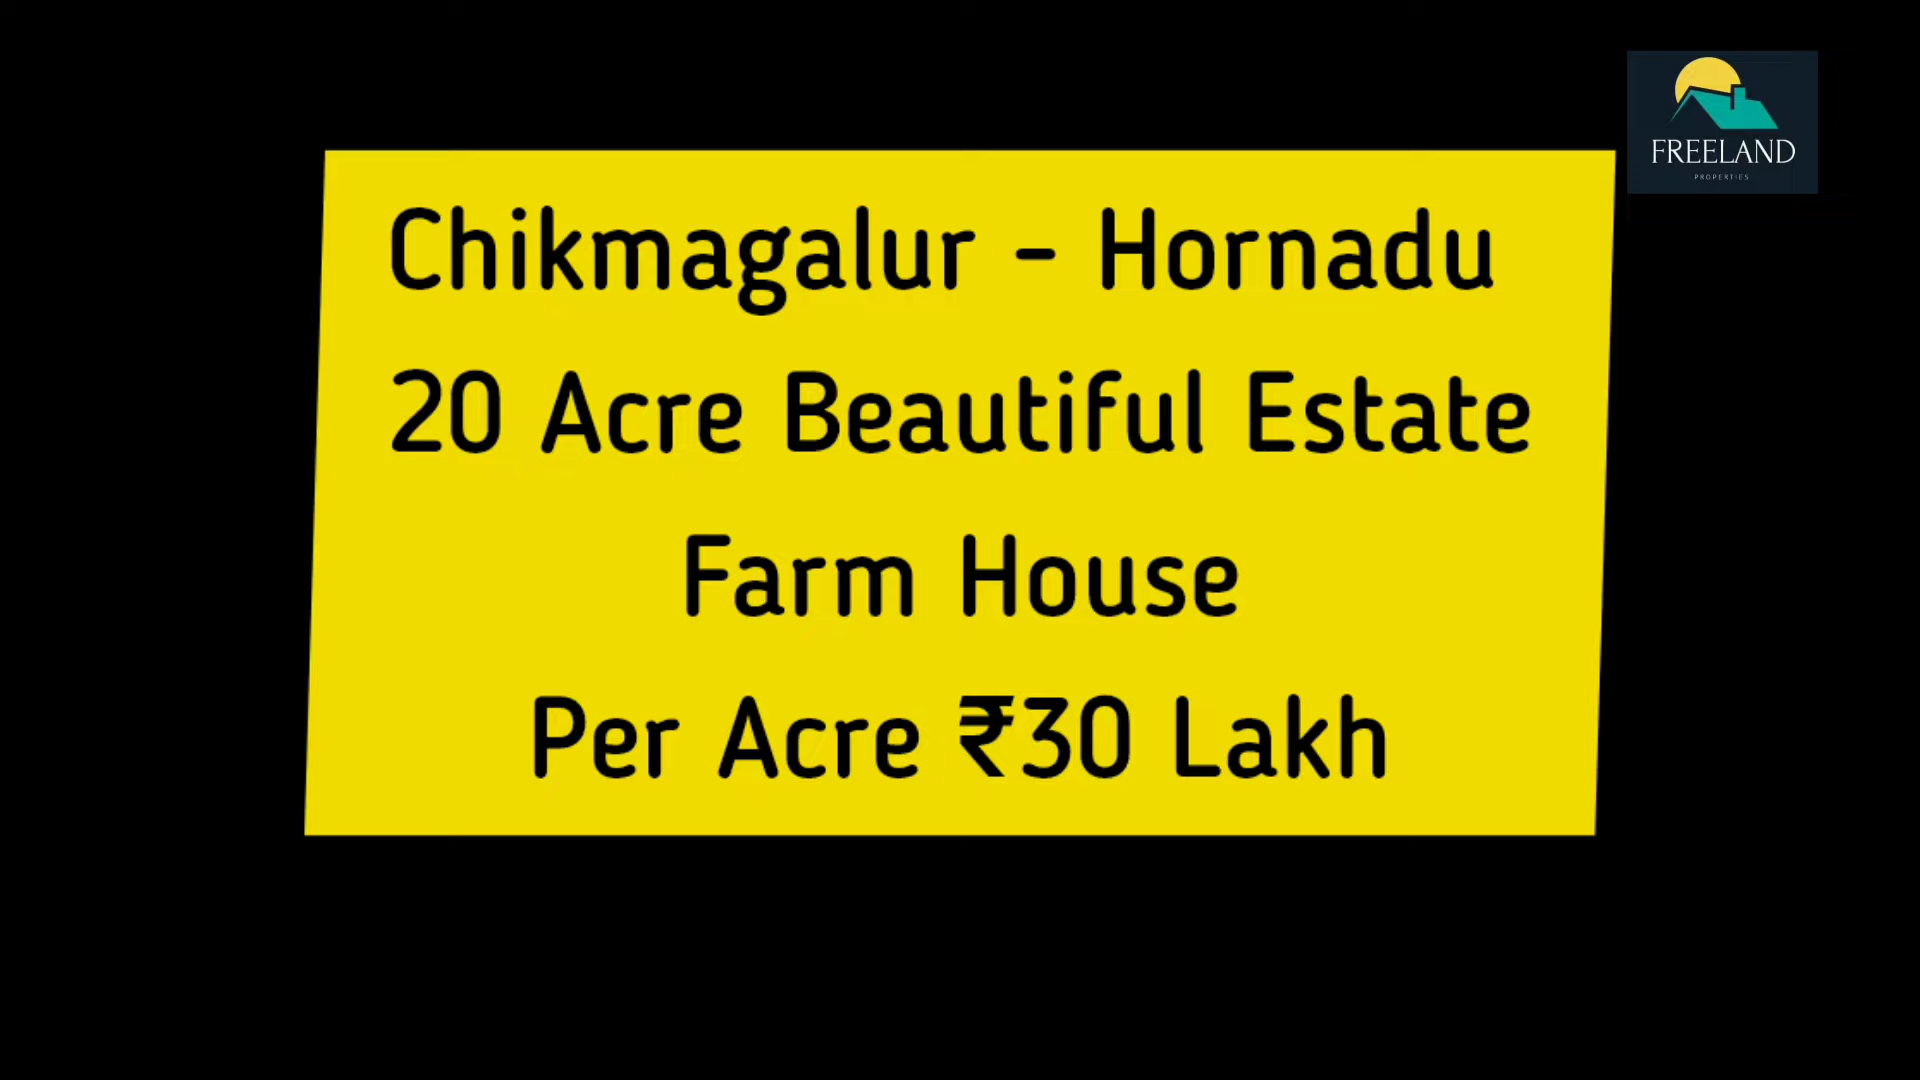 FREELAND
PROPERTIES
Chikmagalur - Hornadu
20 Acre Beautiful Estate
Farm House
Per Acre ₹30 Lakh